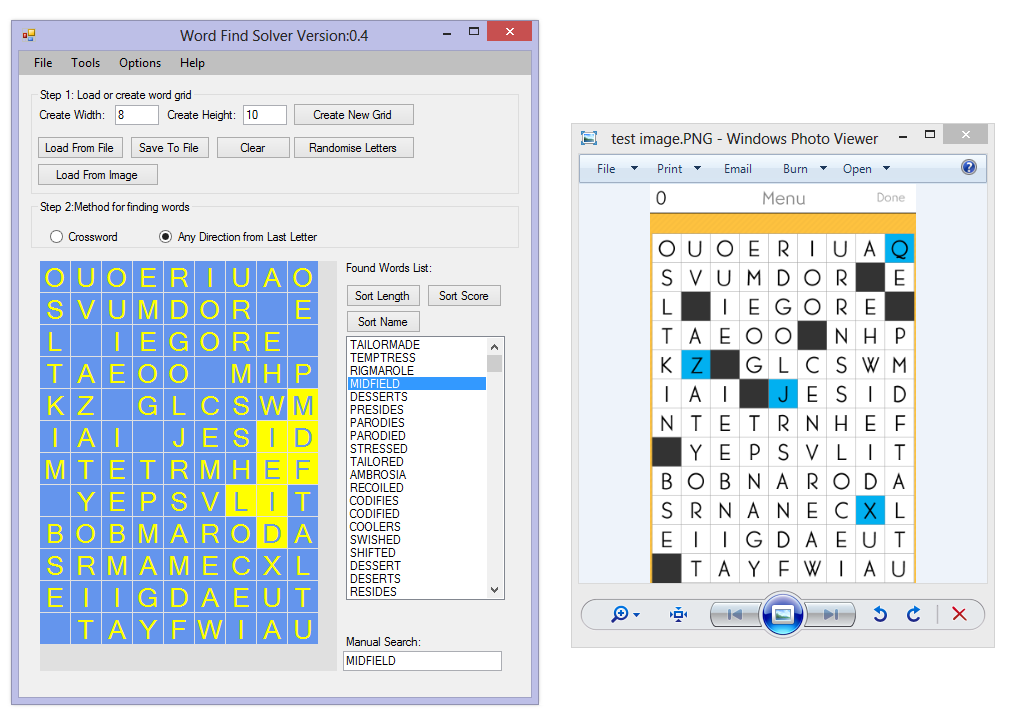 Word Find Solver Version:0.4
File Tools Options Help
Step 1: Load or create word grid
Create Width: 8 Create Height: 10 Create New Grid
Load From File Save To File Clear Randomise Letters
Load From Image
Step 2:Method for finding words
Crossword Any Direction from Last Letter
O U O E R I U A O
S V U M D O R E
L I E G O R E
T A E O O M H P
K Z G L C S W M
I A I J E S I D
M T E T R M H E F
Y E P S V L I T
B O B M A R O D A
S R M A M E C X L
E I I G D A E U T
T A Y F W I A U
Found Words List:
Sort Length Sort Score
Sort Name
TAILORMADE
TEMPTRESS
RIGMAROLE
MIDFIELD
DESSERTS
PRESIDES
PARODIES
PARODIED
STRESSED
TAILORED
AMBROSIA
RECOILED
CODIFIES
CODIFIED
COOLERS
SWISHED
SHIFTED
DESSERT
DESERTS
RESIDES
Manual Search:
MIDFIELD
test image.PNG - Windows Photo Viewer
File Print Email Burn Open ?
0 Menu Done
O U O E R I U A Q
S V U M D O R E
L I E G O R E
T A E O O N H P
K Z G L C S W M
I A I J E S I D
N T E T R N H E F
Y E P S V L I T
B O B N A R O D A
S R N A N E C X L
E I I G D A E U T
T A Y F W I A U